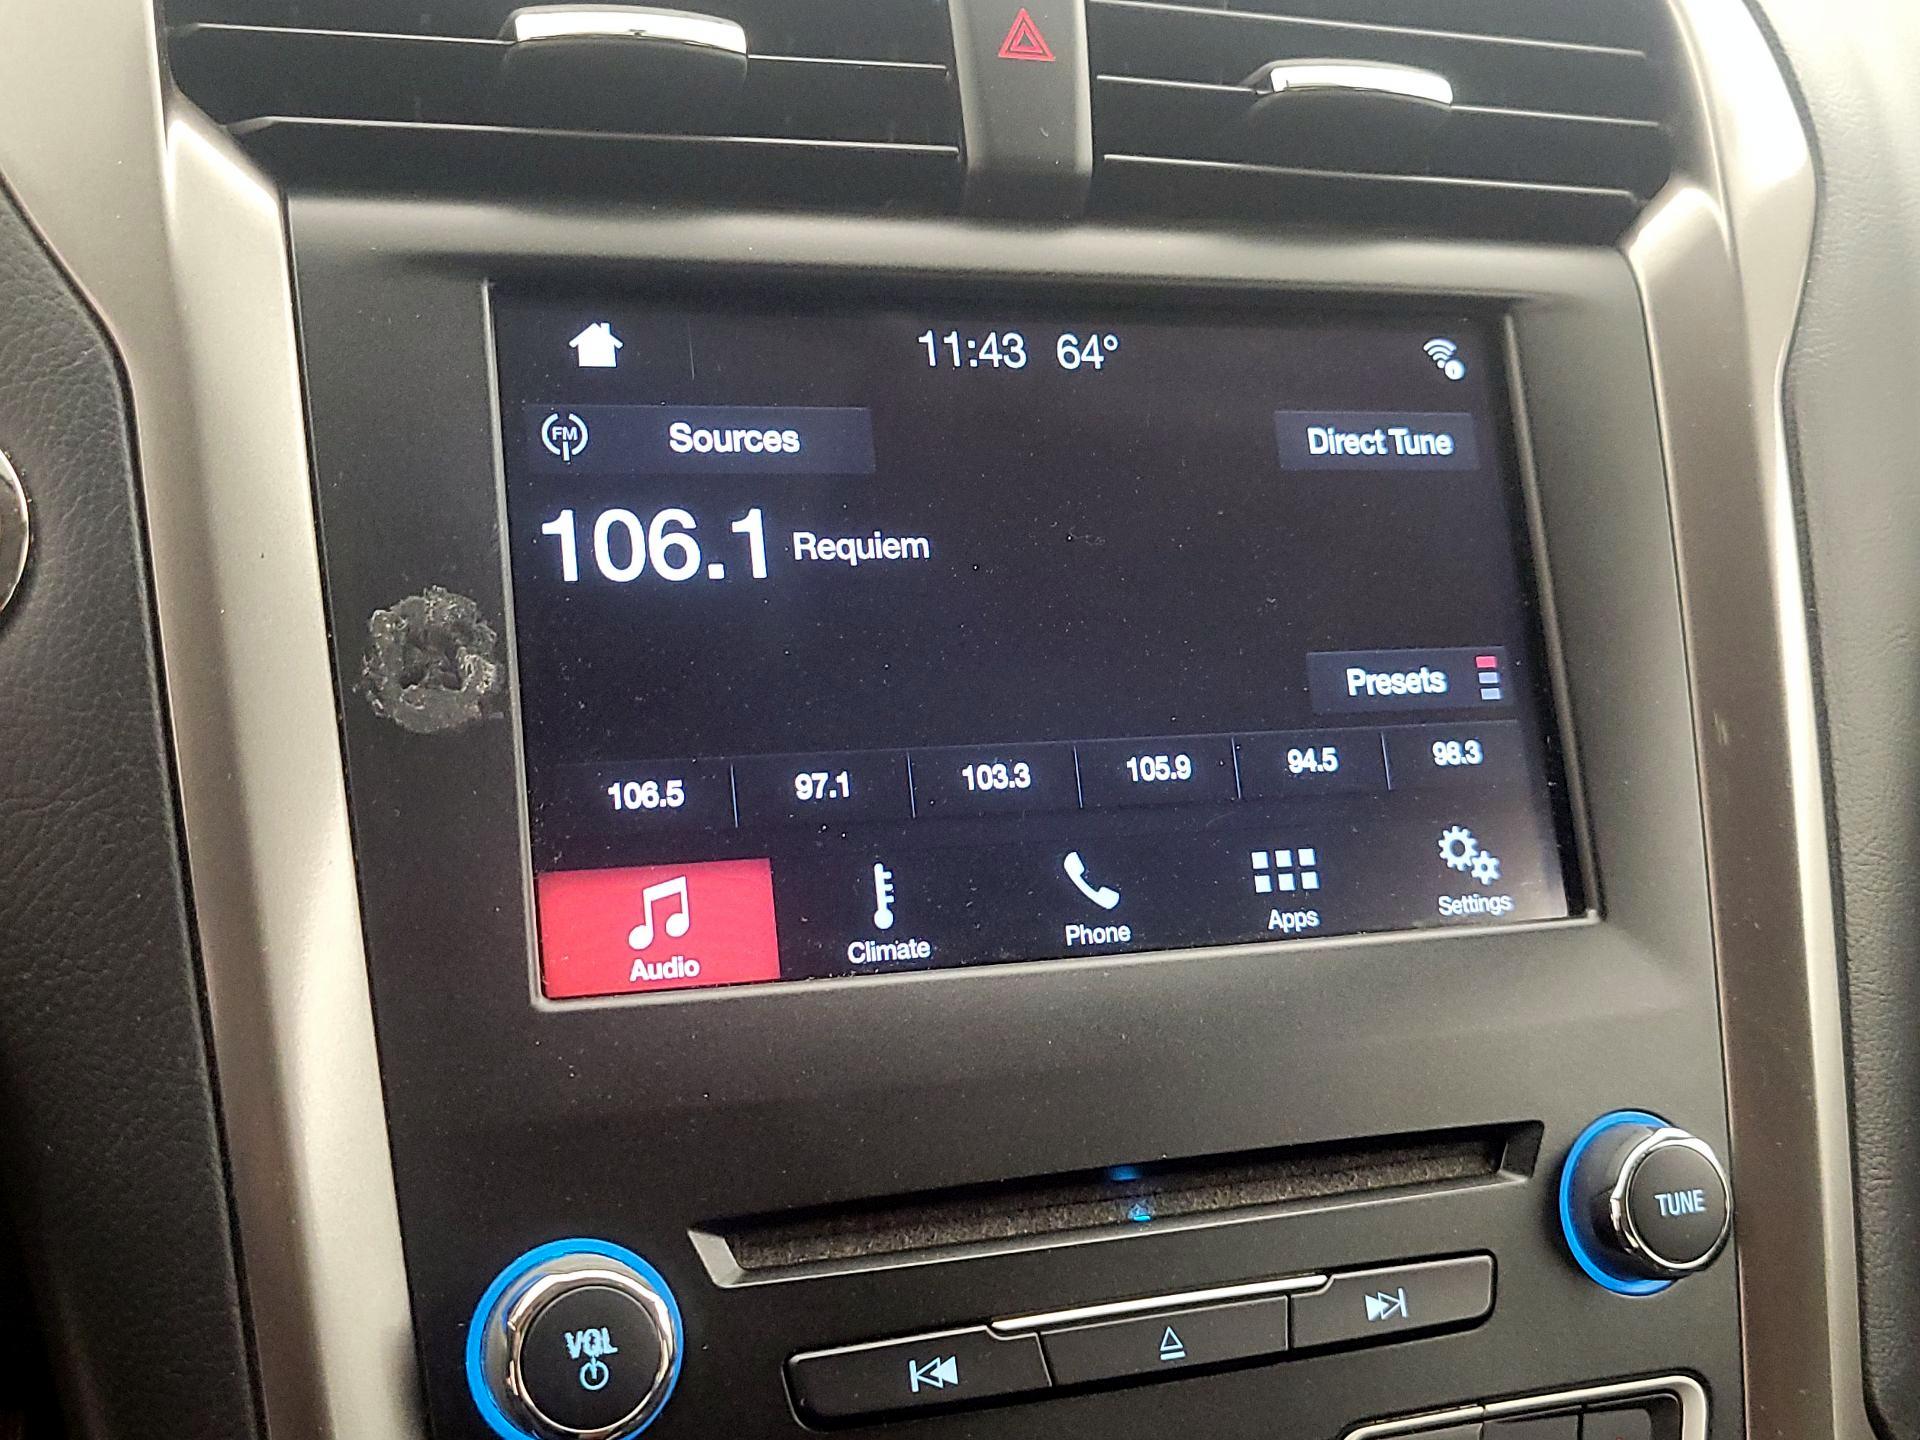 11:43 64°
FM Sources Direct Tune
106.1 Requiem
Presets
106.5 97.1 103.3 105.9 94.5 98.3
Audio Climate Phone Apps Settings
TUNE
VOL